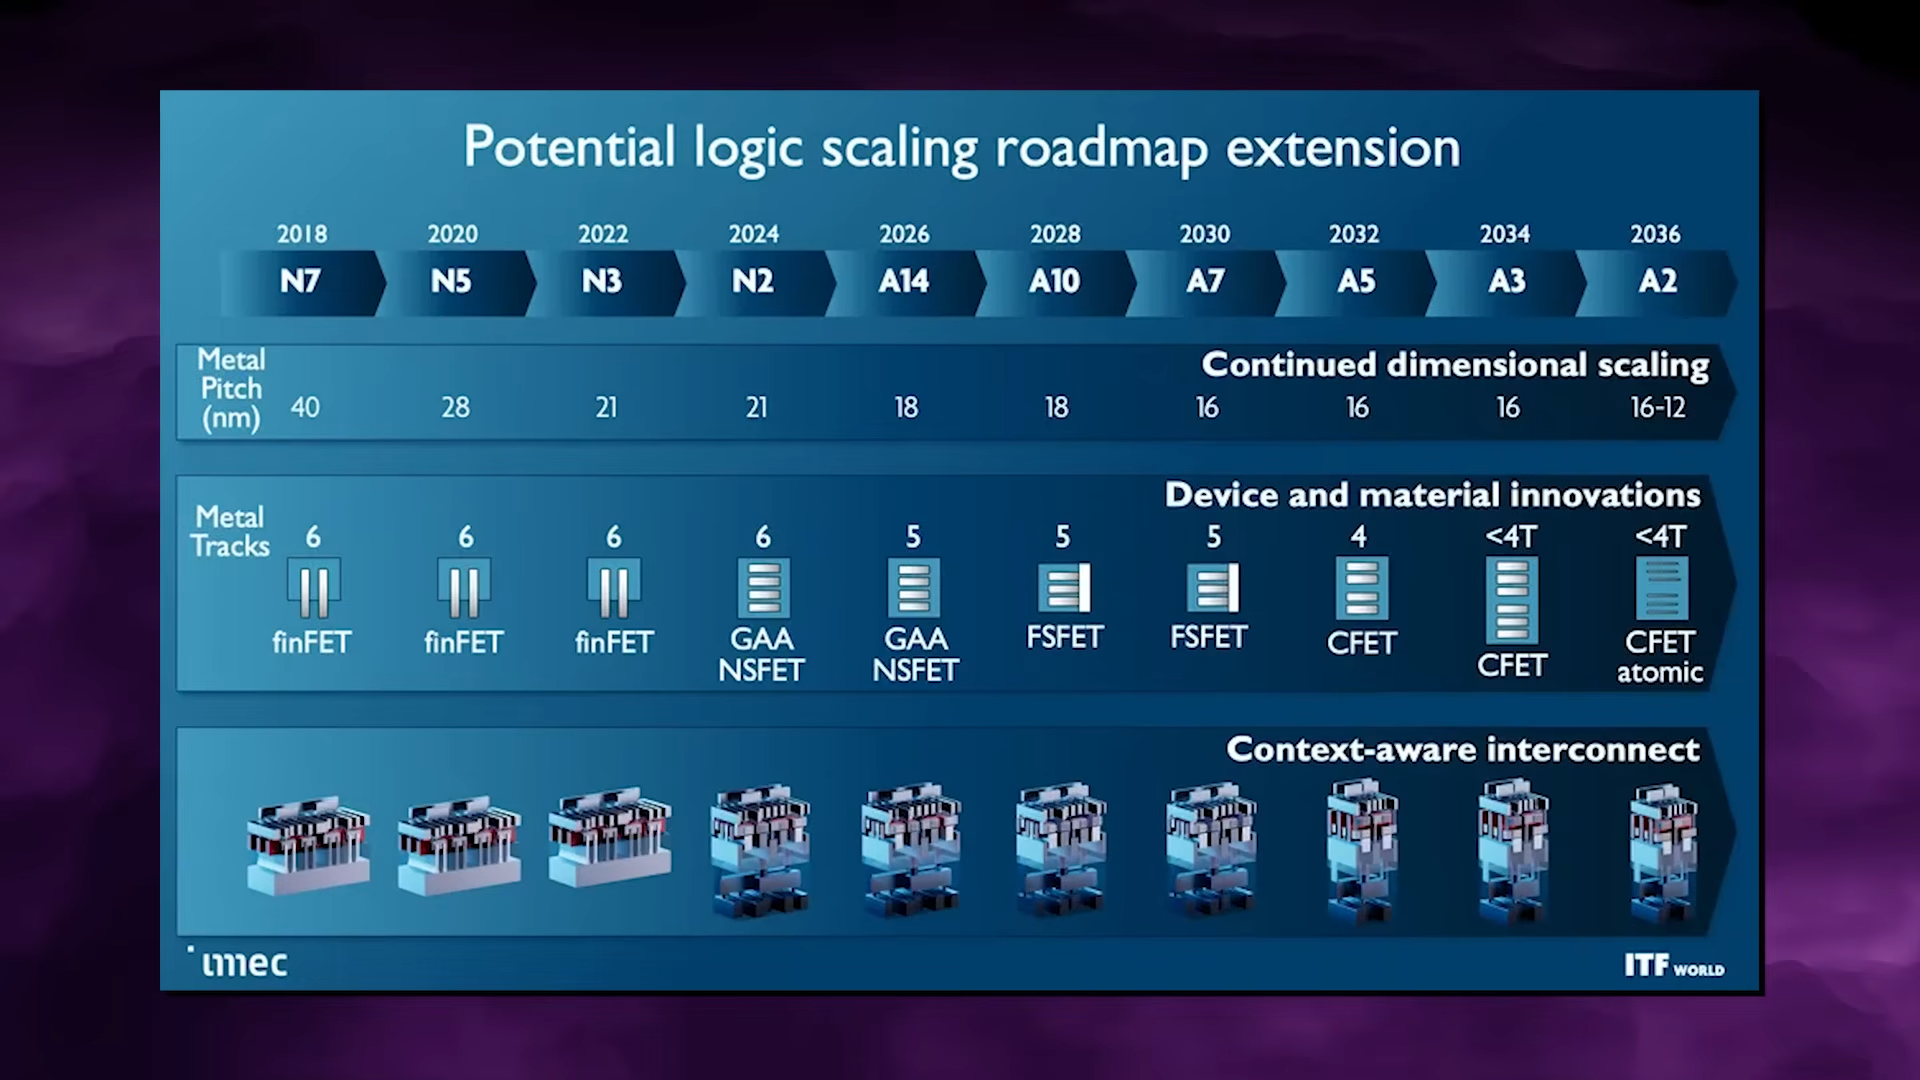 Potential logic scaling roadmap extension
2018 2020 2022 2024 2026 2028 2030 2032 2034 2036
N7 N5 N3 N2 A14 A10 A7 A5 A3 A2
Continued dimensional scaling
Metal
Pitch
(nm)
40 28 21 21 18 18 16 16 16 16-12
Device and material innovations
Metal
Tracks
6 6 6 6 5 5 5 4 <4T <4T
finFET finFET finFET GAA NSFET GAA NSFET FSFET FSFET CFET CFET CFET atomic
Context-aware interconnect
imec
ITF WORLD